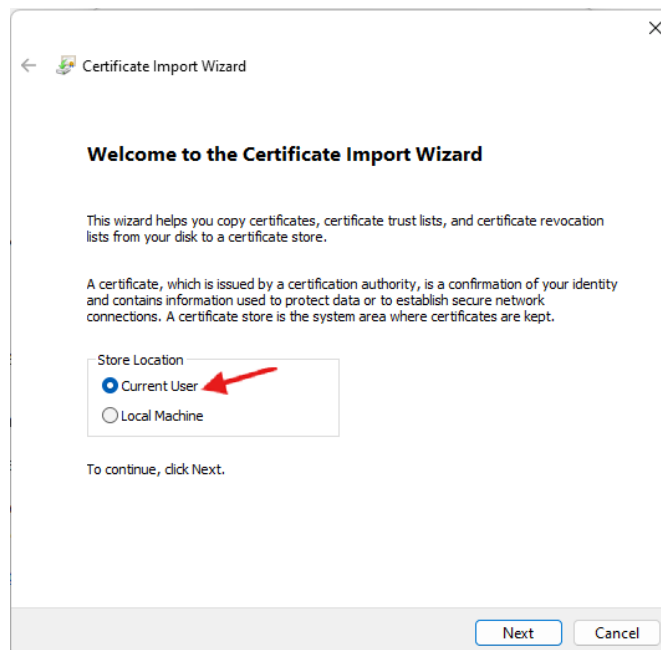 Certificate Import Wizard
Welcome to the Certificate Import Wizard
This wizard helps you copy certificates, certificate trust lists, and certificate revocation
lists from your disk to a certificate store.
A certificate, which is issued by a certification authority, is a confirmation of your identity
and contains information used to protect data or to establish secure network
connections. A certificate store is the system area where certificates are kept.
Store Location
Current User
Local Machine
To continue, click Next.
Next Cancel